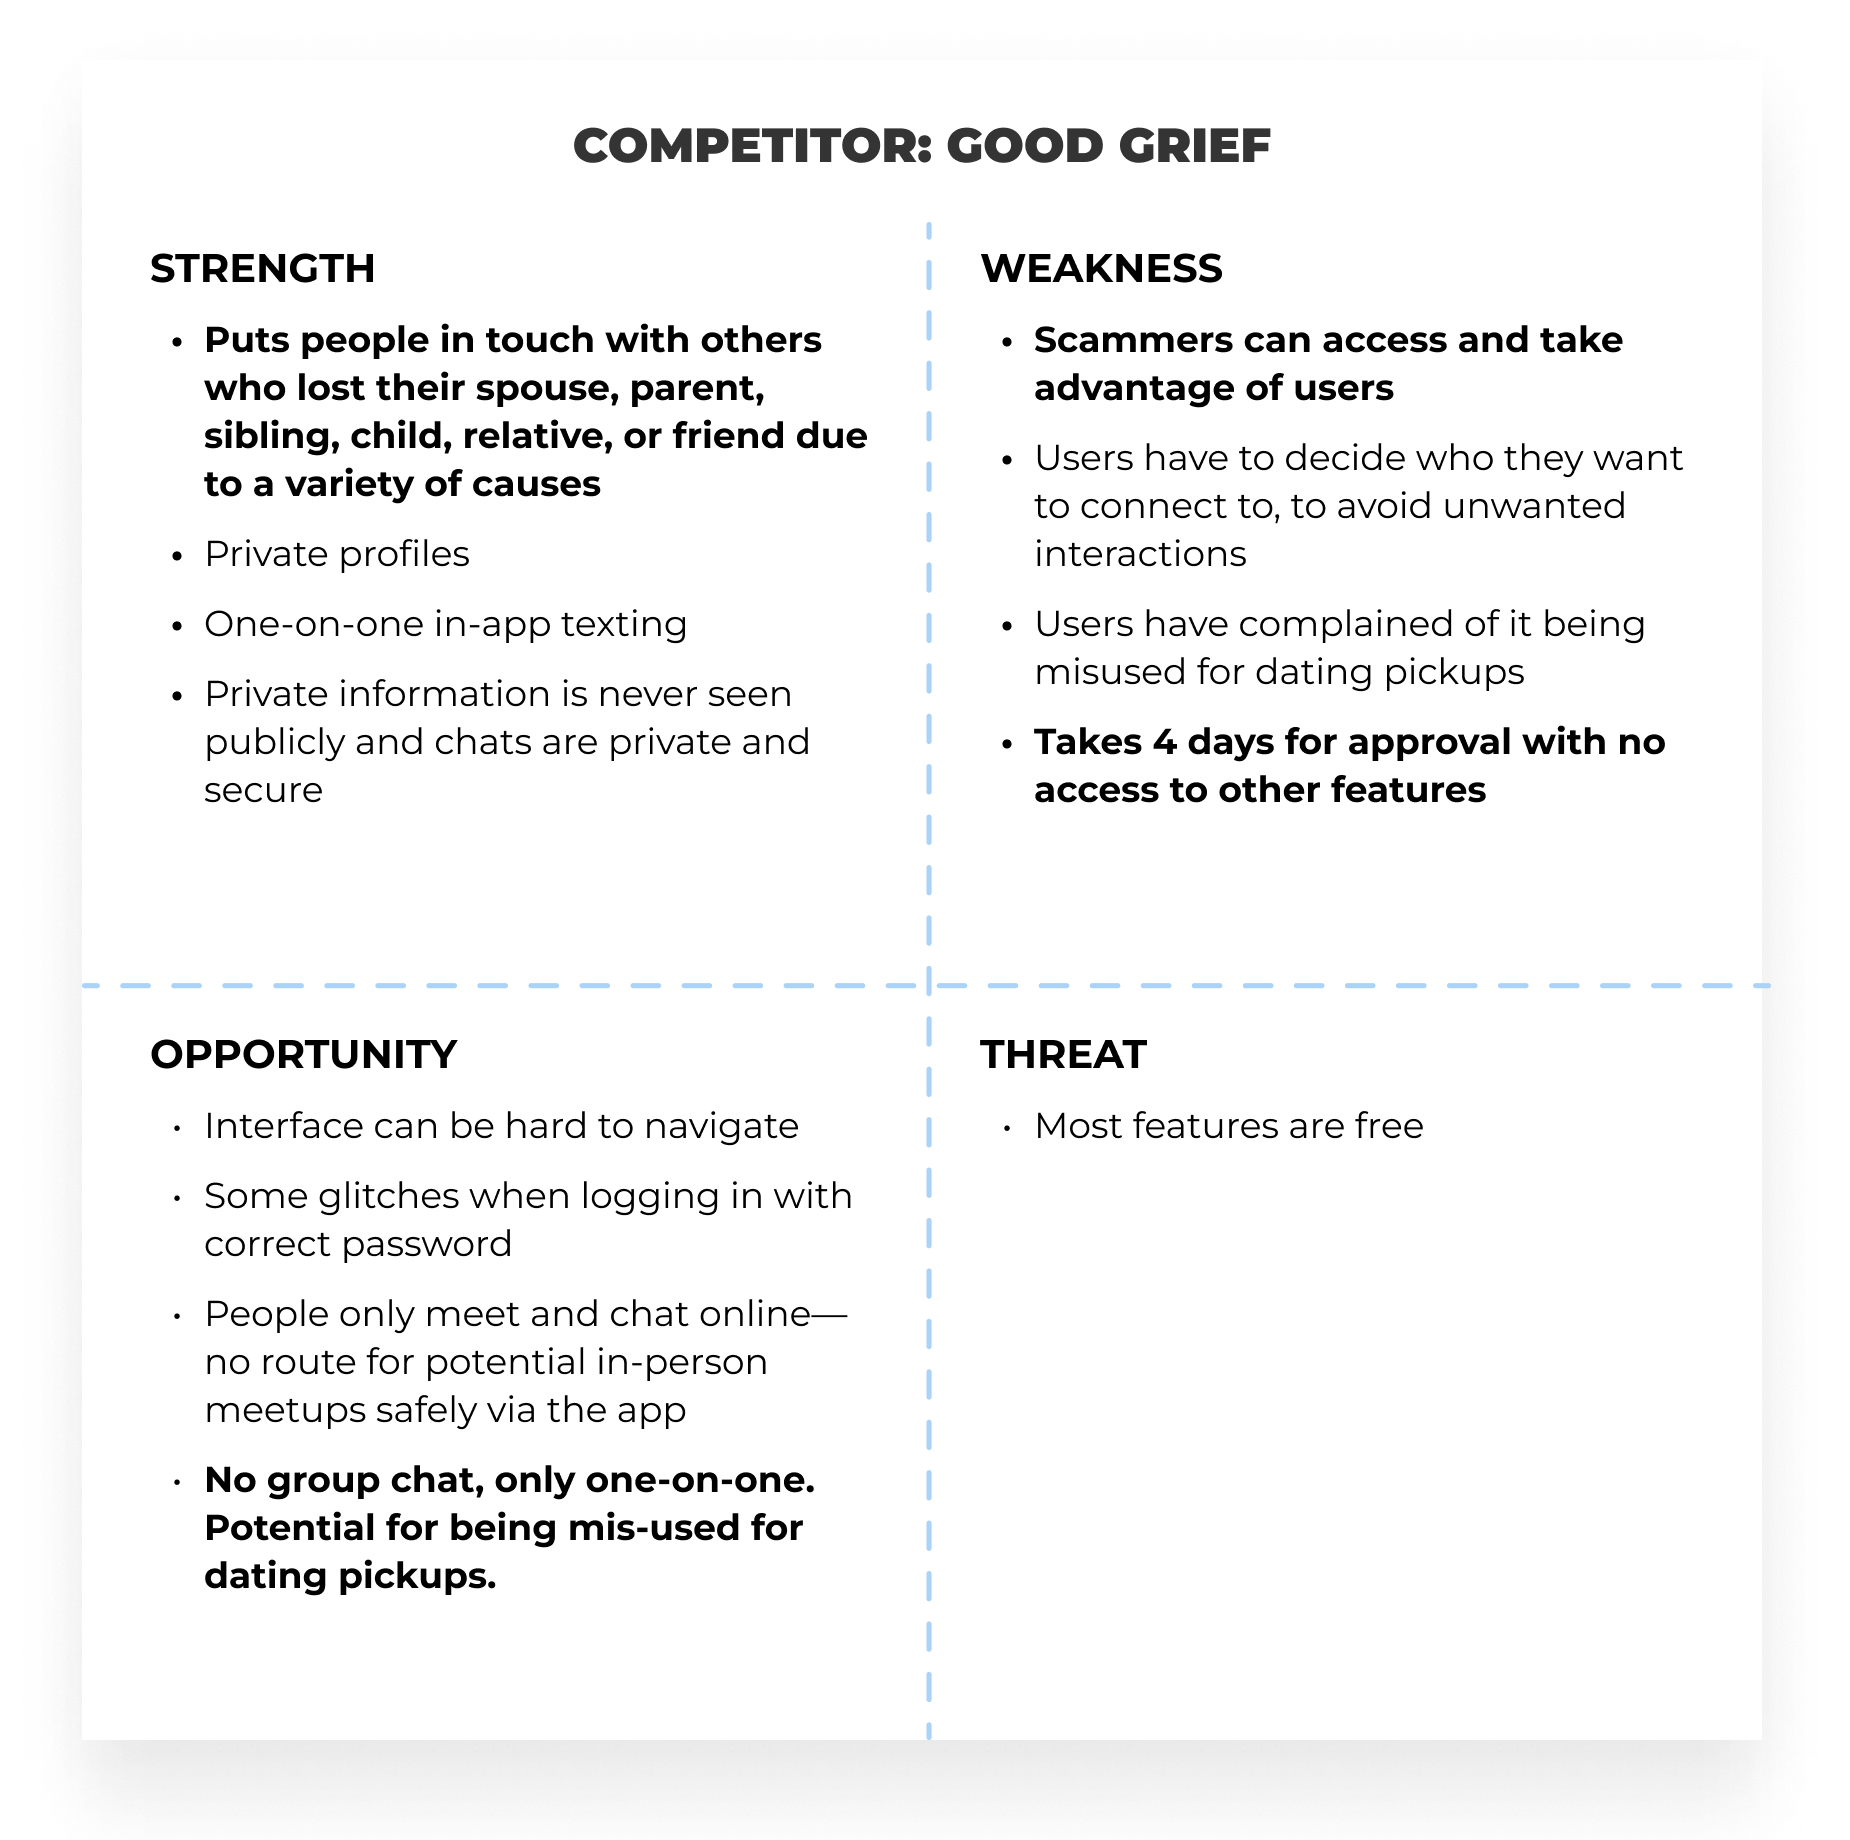 COMPETITOR: GOOD GRIEF
STRENGTH
• Puts people in touch with others
who lost their spouse, parent,
sibling, child, relative, or friend due
to a variety of causes
• Private profiles
• One-on-one in-app texting
• Private information is never seen
publicly and chats are private and
secure
WEAKNESS
• Scammers can access and take
advantage of users
• Users have to decide who they want
to connect to, to avoid unwanted
interactions
• Users have complained of it being
misused for dating pickups
• Takes 4 days for approval with no
access to other features
OPPORTUNITY
• Interface can be hard to navigate
• Some glitches when logging in with
correct password
• People only meet and chat online—
no route for potential in-person
meetups safely via the app
• No group chat, only one-on-one.
Potential for being mis-used for
dating pickups.
THREAT
• Most features are free